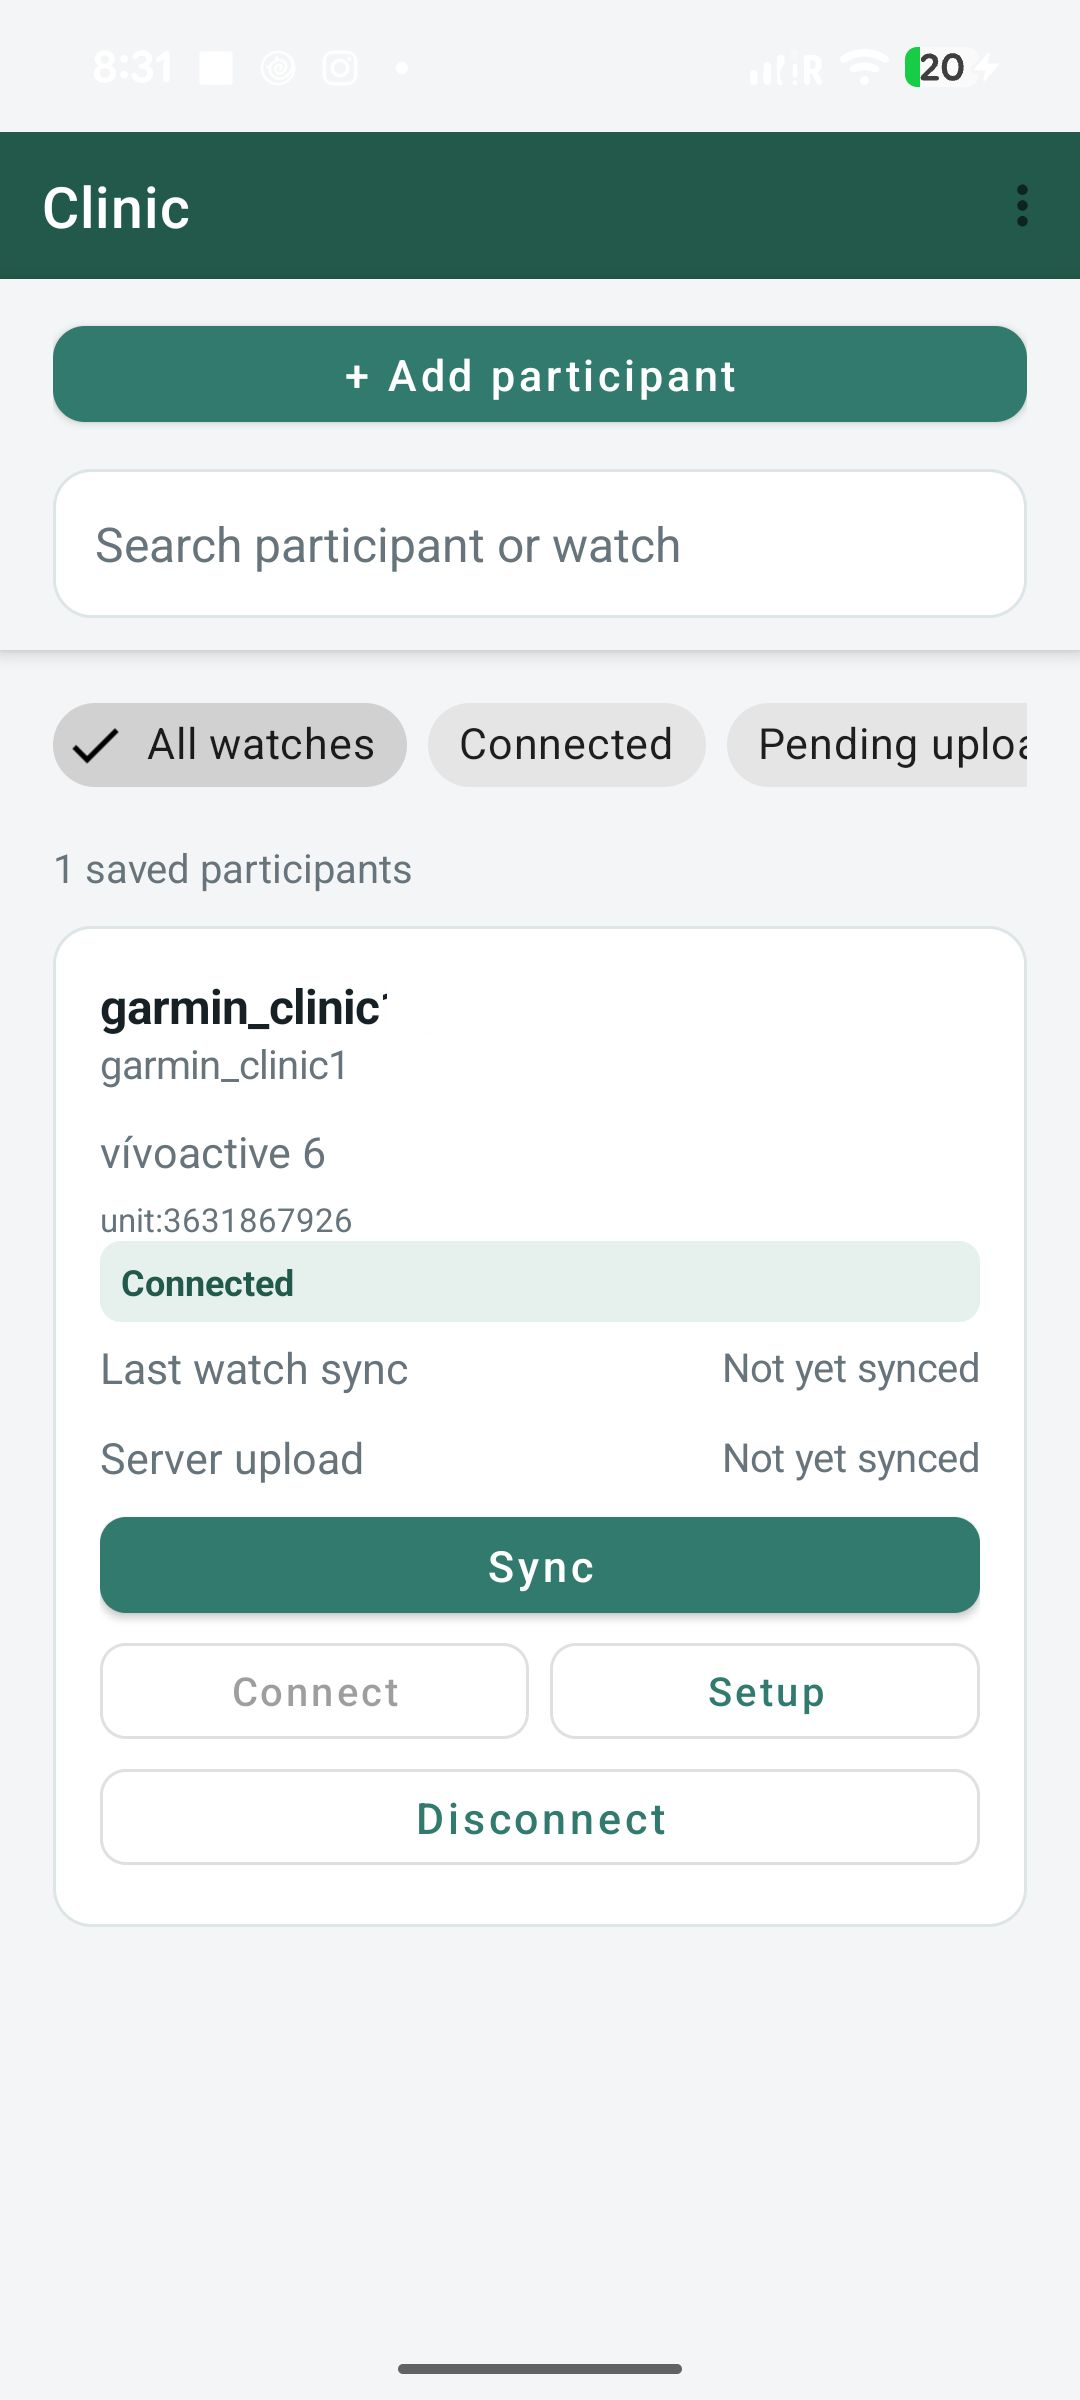 8:31
R
20
Clinic
+ Add participant
Search participant or watch
All watches
Connected
Pending
1 saved participants
garmin_clinic
garmin_clinic1
vívoactive 6
unit:3631867926
Connected
Last watch sync Not yet synced
Server upload Not yet synced
Sync
Connect Setup
Disconnect